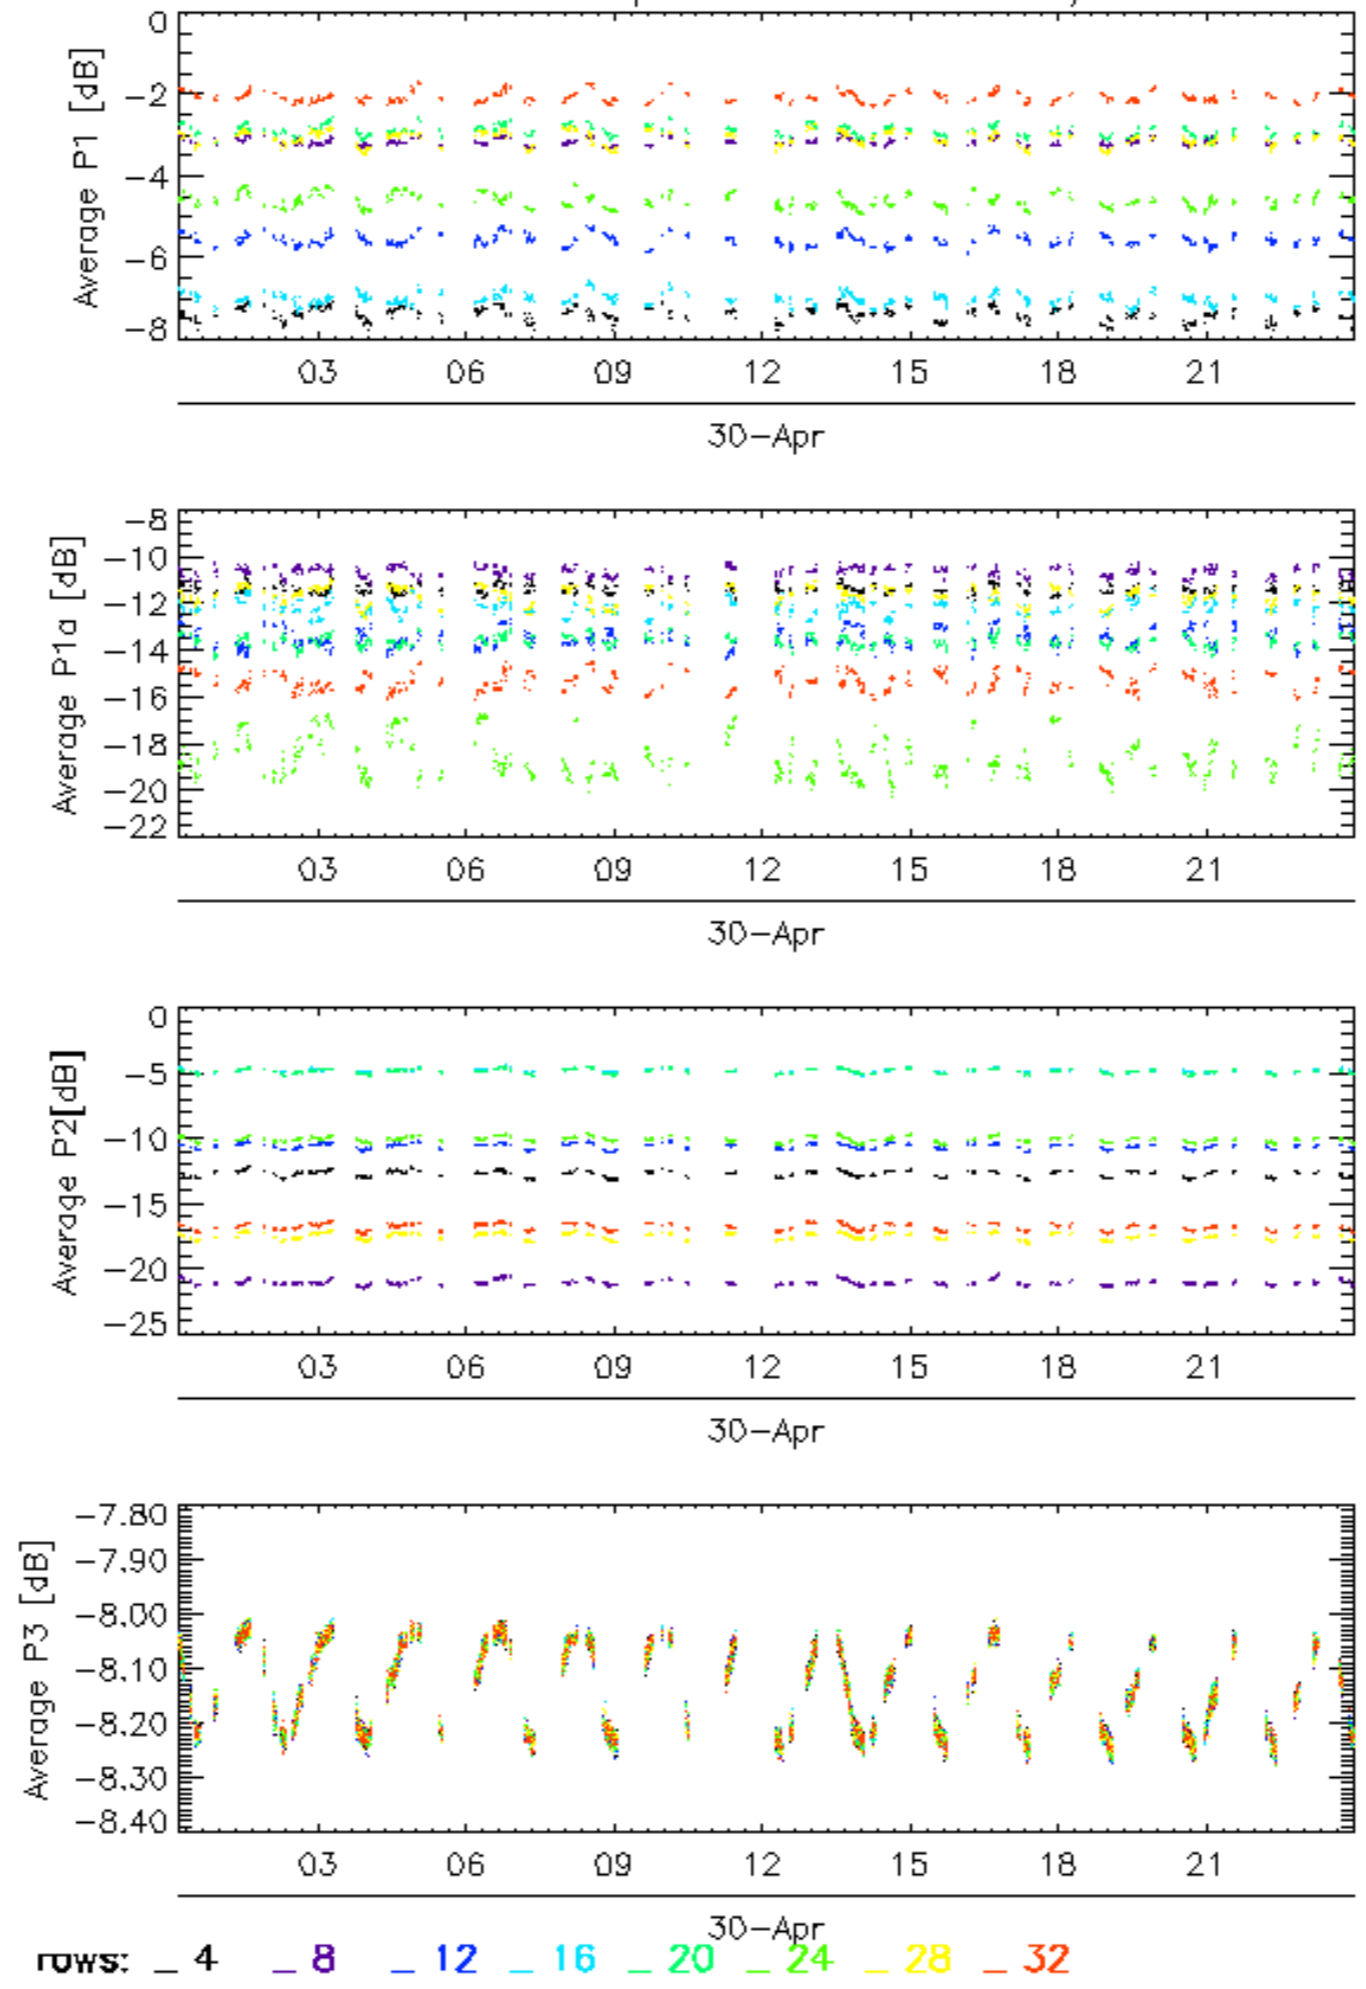 0
-2
-4
-6
-8
Average P1 [dB]
03 06 09 12 15 18 21
30-Apr
-8
-10
-12
-14
-16
-18
-20
-22
Average P1a [dB]
03 06 09 12 15 18 21
30-Apr
0
-5
-10
-15
-20
-25
Average P2[dB]
03 06 09 12 15 18 21
30-Apr
-7.80
-7.90
-8.00
-8.10
-8.20
-8.30
-8.40
Average P3 [dB]
03 06 09 12 15 18 21
30-Apr
rows: _ 4 _ 8 _ 12 _ 16 _ 20 _ 24 _ 28 _ 32